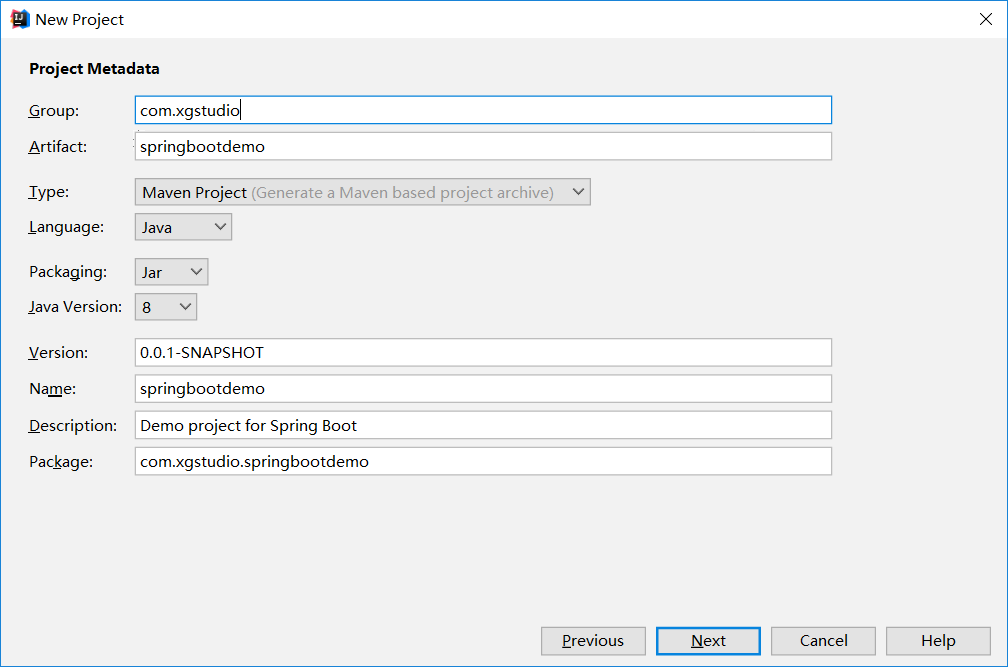 New Project
Project Metadata
Group: com.xgstudio
Artifact: springbootdemo
Type: Maven Project (Generate a Maven based project archive)
Language: Java
Packaging: Jar
Java Version: 8
Version: 0.0.1-SNAPSHOT
Name: springbootdemo
Description: Demo project for Spring Boot
Package: com.xgstudio.springbootdemo
Previous Next Cancel Help